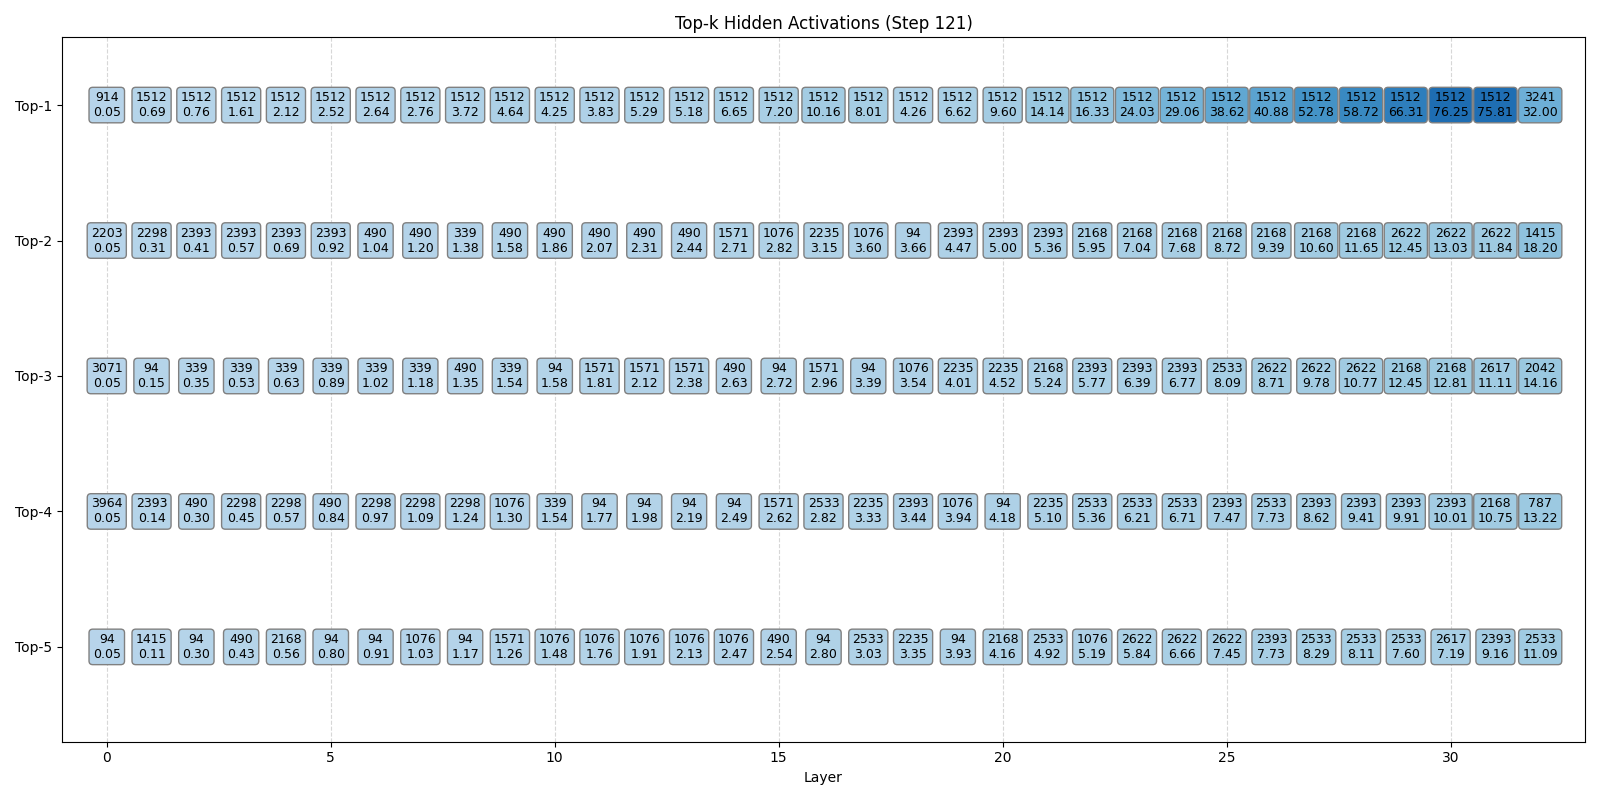 Top-k Hidden Activations (Step 121)
Top-1
914 1512 1512 1512 1512 1512 1512 1512 1512 1512 1512 1512 1512 1512 1512 1512 1512 1512 1512 1512 1512 1512 1512 1512 1512 1512 1512 1512 1512 1512 1512 1512 3241
0.05 0.69 0.76 1.61 2.12 2.52 2.64 2.76 3.72 4.64 4.25 3.83 5.29 5.18 6.65 7.20 10.16 8.01 4.26 6.62 9.60 14.14 16.33 24.03 29.06 38.62 40.88 52.78 58.72 66.31 76.25 75.81 32.00
Top-2
2203 2298 2393 2393 2393 2393 490 490 339 490 490 490 490 490 1571 1076 2235 1076 94 2393 2393 2393 2168 2168 2168 2168 2168 2168 2168 2622 2622 2622 1415
0.05 0.31 0.41 0.57 0.69 0.92 1.04 1.20 1.38 1.58 1.86 2.07 2.31 2.44 2.71 2.82 3.15 3.60 3.66 4.47 5.00 5.36 5.95 7.04 7.68 8.72 9.39 10.60 11.65 12.45 13.03 11.84 18.20
Top-3
3071 94 339 339 339 339 339 339 490 339 94 1571 1571 1571 490 94 1571 94 1076 2235 2235 2168 2393 2393 2393 2533 2622 2622 2622 2168 2168 2617 2042
0.05 0.15 0.35 0.53 0.63 0.89 1.02 1.18 1.35 1.54 1.58 1.81 2.12 2.38 2.63 2.72 2.96 3.39 3.54 4.01 4.52 5.24 5.77 6.39 6.77 8.09 8.71 9.78 10.77 12.45 12.81 11.11 14.16
Top-4
3964 2393 490 2298 2298 490 2298 2298 2298 1076 339 94 94 94 94 1571 2533 2235 2393 1076 94 2235 2533 2533 2533 2393 2533 2393 2393 2393 2393 2168 787
0.05 0.14 0.30 0.45 0.57 0.84 0.97 1.09 1.24 1.30 1.54 1.77 1.98 2.19 2.49 2.62 2.82 3.33 3.44 3.94 4.18 5.10 5.36 6.21 6.71 7.47 7.73 8.62 9.41 9.91 10.01 10.75 13.22
Top-5
94 1415 94 490 2168 94 94 1076 94 1571 1076 1076 1076 1076 1076 490 94 2533 2235 94 2168 2533 1076 2622 2622 2622 2393 2533 2533 2533 2617 2393 2533
0.05 0.11 0.30 0.43 0.56 0.80 0.91 1.03 1.17 1.26 1.48 1.76 1.91 2.13 2.47 2.54 2.80 3.03 3.35 3.93 4.16 4.92 5.19 5.84 6.66 7.45 7.73 8.29 8.11 7.60 7.19 9.16 11.09
0 5 10 15 20 25 30
Layer